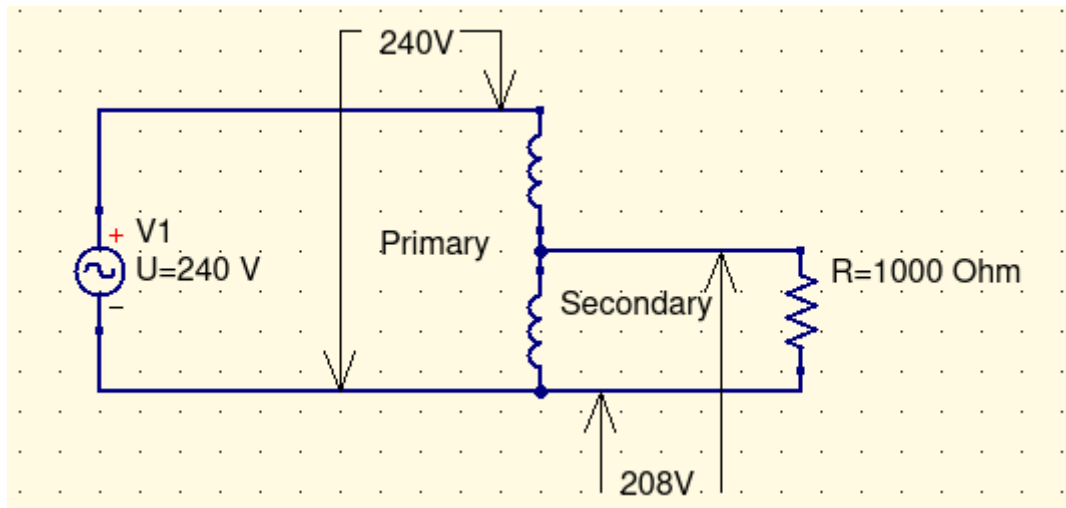 240V
+ V1
U=240 V
−
Primary
Secondary
R=1000 Ohm
208V